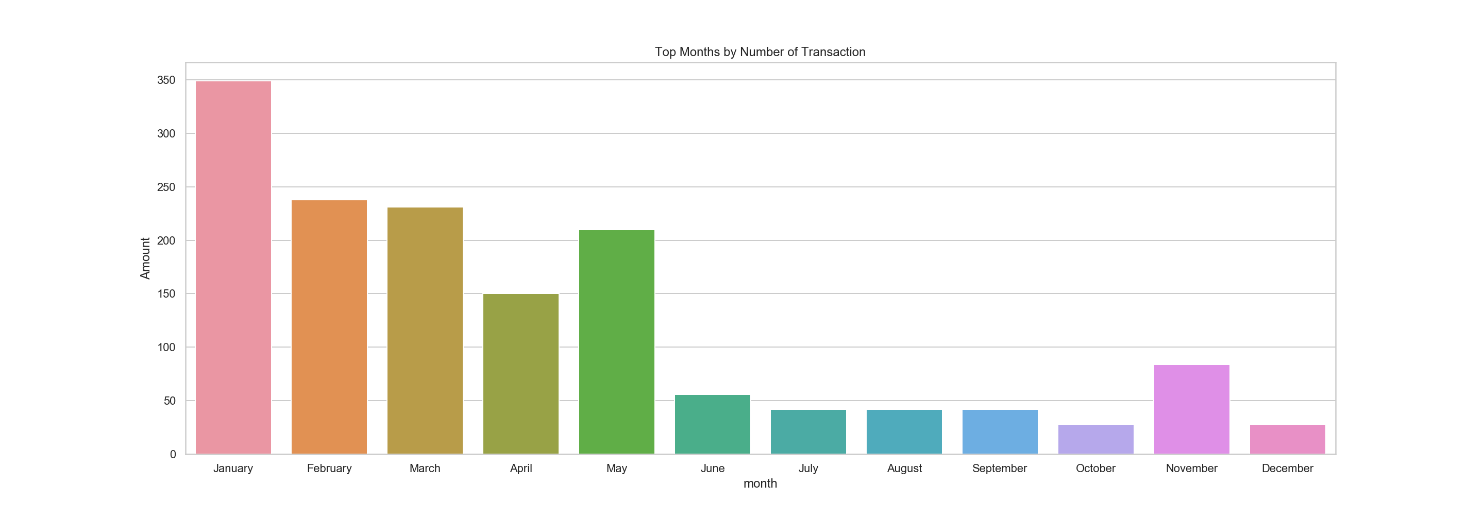 Top Months by Number of Transaction
Amount
350
300
250
200
150
100
50
0
January February March April May June July August September October November December
month